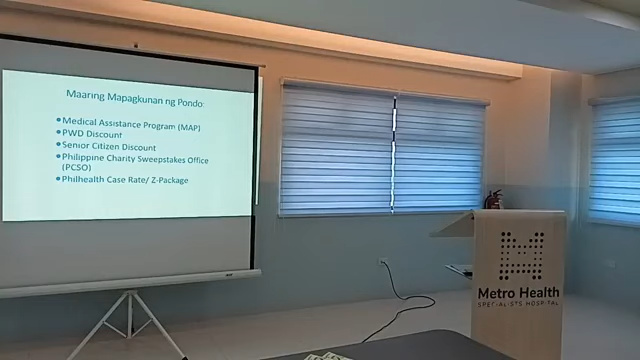 Maaring Mapagkunan ng Pondo:
•Medical Assistance Program (MAP)
•PWD Discount
•Senior Citizen Discount
•Philippine Charity Sweepstakes Office
(PCSO)
•Philhealth Case Rate/ Z-Package
Metro Health
SPECIALISTS HOSPITAL